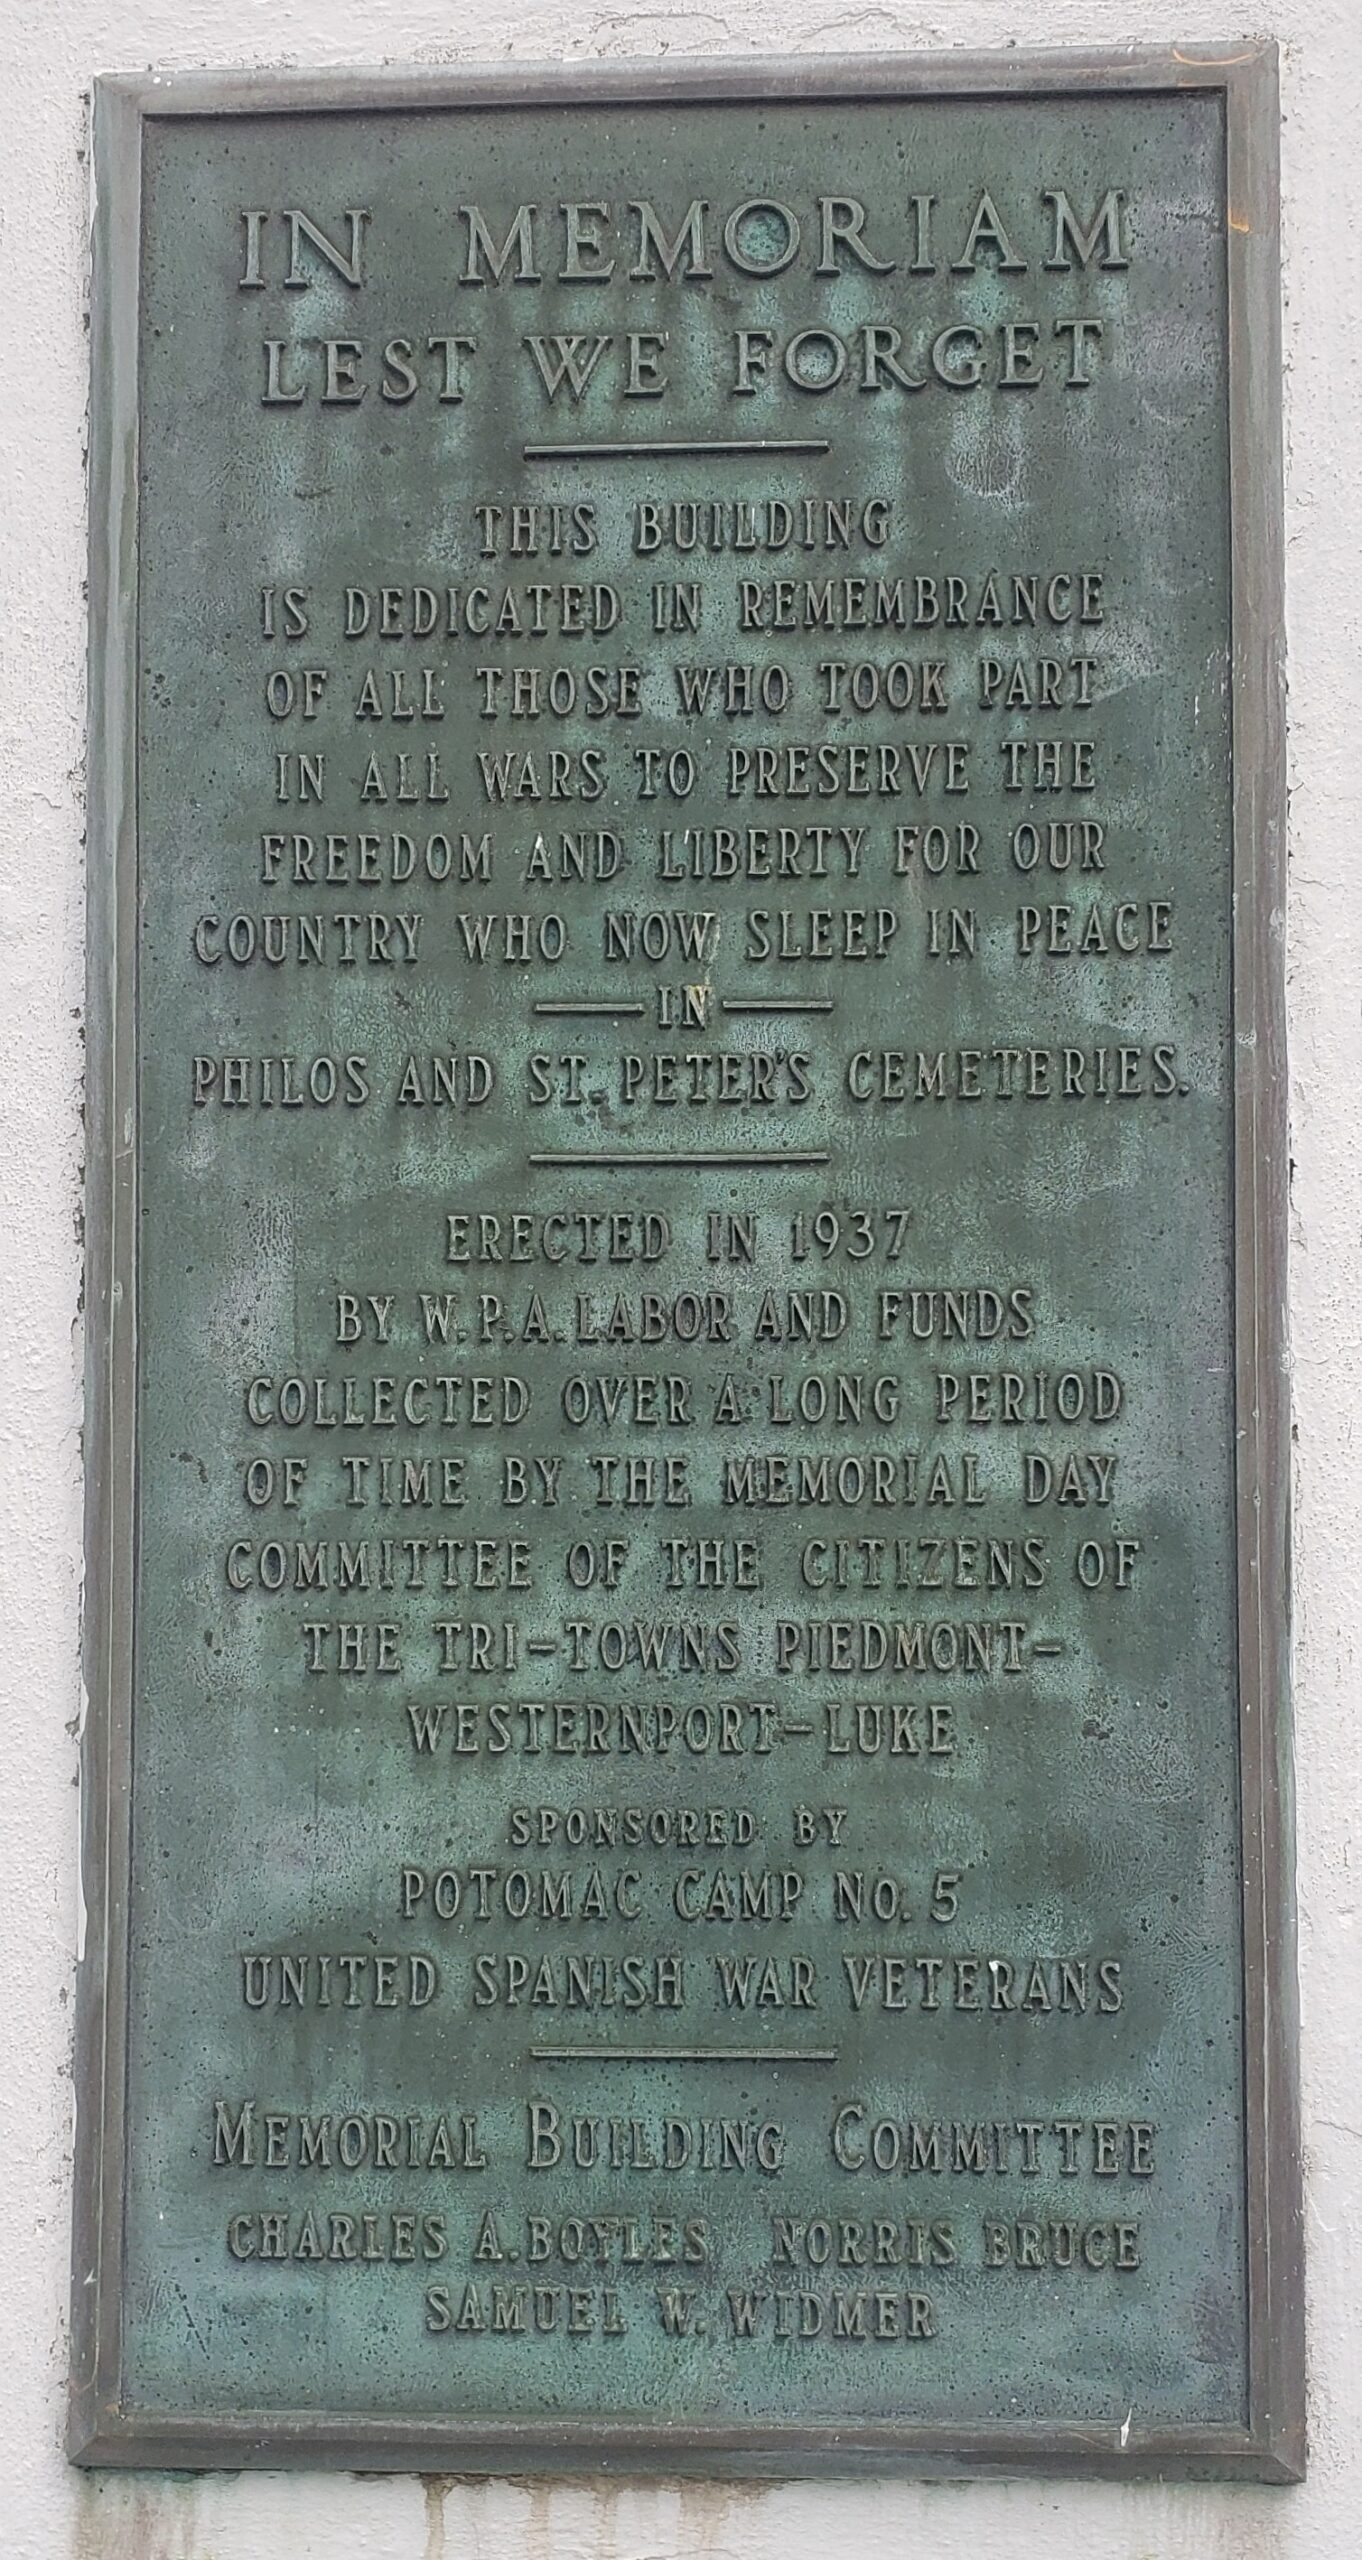 IN MEMORIAM
LEST WE FORGET
THIS BUILDING
IS DEDICATED IN REMEMBRANCE
OF ALL THOSE WHO TOOK PART
IN ALL WARS TO PRESERVE THE
FREEDOM AND LIBERTY FOR OUR
COUNTRY WHO NOW SLEEP IN PEACE
— IN —
PHILOS AND ST. PETER'S CEMETERIES.
ERECTED IN 1937
BY W.P.A. LABOR AND FUNDS
COLLECTED OVER A LONG PERIOD
OF TIME BY THE MEMORIAL DAY
COMMITTEE OF THE CITIZENS OF
THE TRI-TOWNS PIEDMONT-
WESTERNPORT-LUKE
SPONSORED BY
POTOMAC CAMP NO. 5
UNITED SPANISH WAR VETERANS
MEMORIAL BUILDING COMMITTEE
CHARLES A. BOYLES NORRIS BRUCE
SAMUEL W. WIDMER